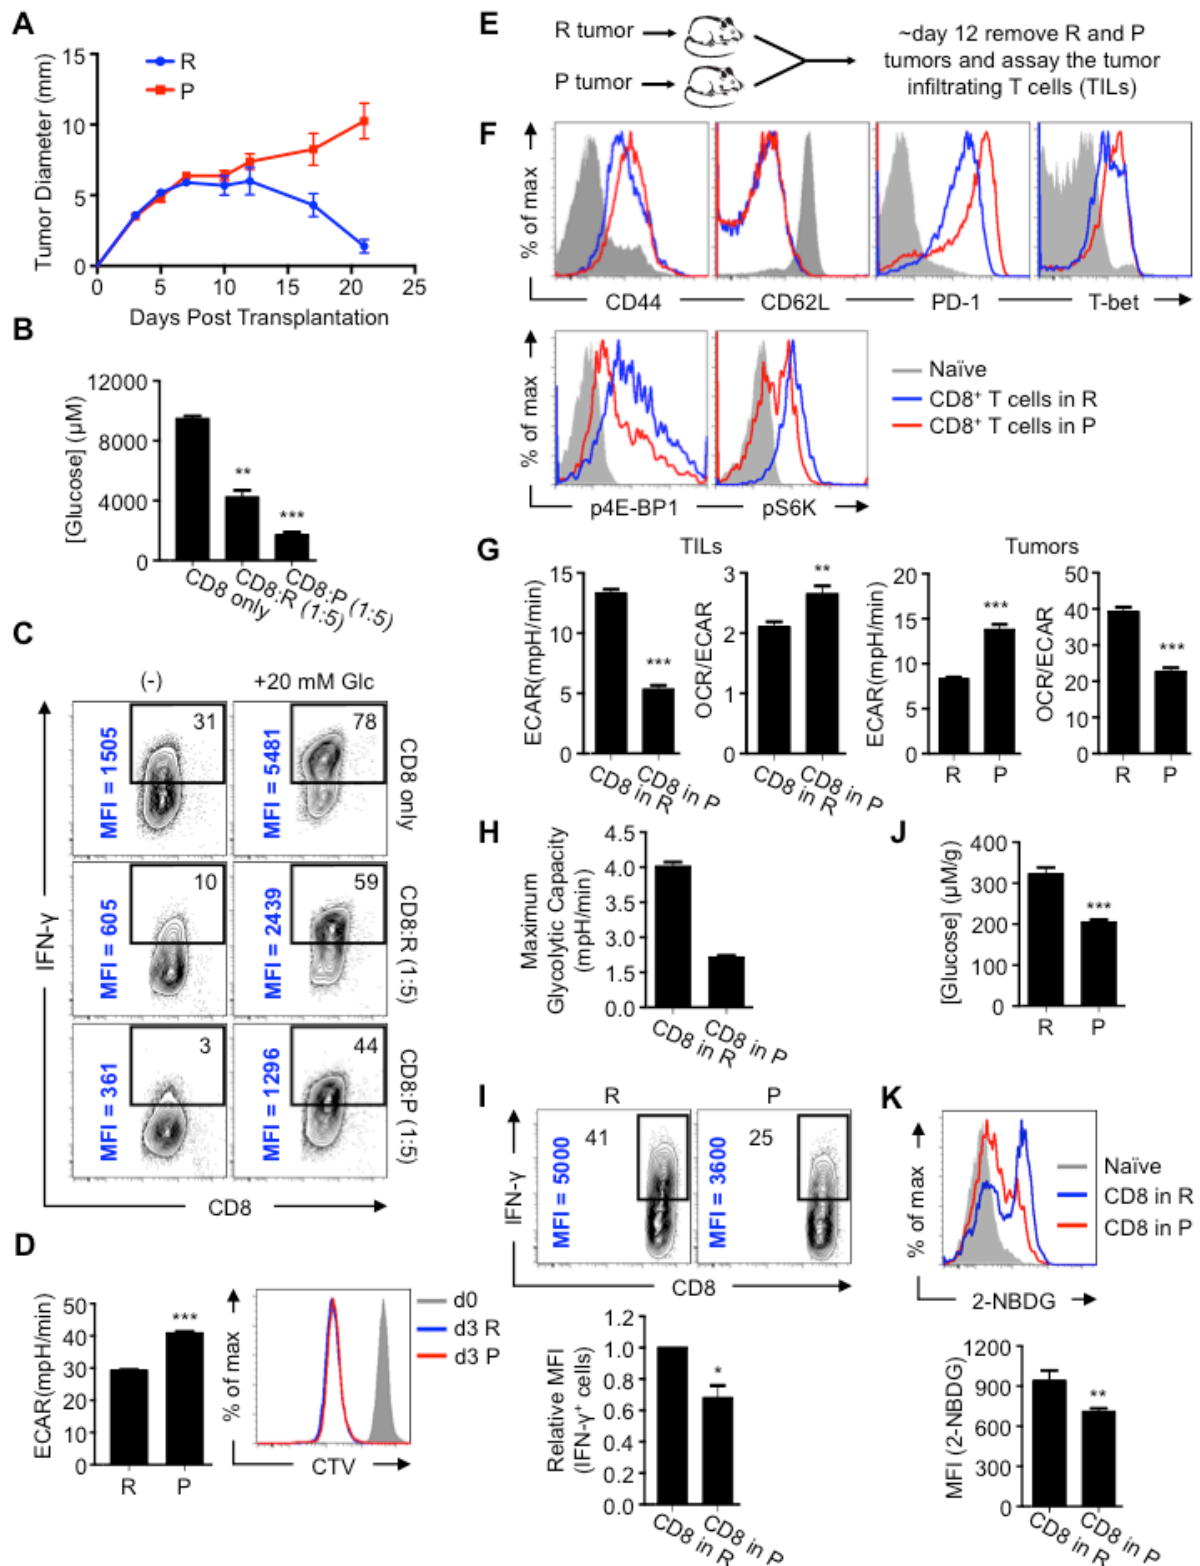 A
Tumor Diameter (mm)
15
10
5
0
R
P
0 5 10 15 20 25
Days Post Transplantation
B
[Glucose] (µM)
12000
8000
4000
0
**
***
CD8 only
CD8:R (1:5)
CD8:P (1:5)
C
(-) +20 mM Glc
IFN-γ
MFI = 1505
31
MFI = 5481
78
CD8 only
MFI = 605
10
MFI = 2439
59
CD8:R (1:5)
MFI = 361
3
MFI = 1296
44
CD8:P (1:5)
CD8
D
ECAR(mpH/min)
50
40
30
20
10
0
***
R P
% of max
CTV
d0
d3 R
d3 P
E
R tumor
P tumor
~day 12 remove R and P
tumors and assay the tumor
infiltrating T cells (TILs)
F
% of max
CD44 CD62L PD-1 T-bet
% of max
p4E-BP1 pS6K
Naïve
CD8⁺ T cells in R
CD8⁺ T cells in P
G
TILs
ECAR(mpH/min)
15
10
5
0
***
CD8 in R
CD8 in P
OCR/ECAR
3
2
1
0
**
CD8 in R
CD8 in P
Tumors
ECAR(mpH/min)
20
15
10
5
0
***
R P
OCR/ECAR
50
40
30
20
10
0
***
R P
H
Maximum
Glycolytic Capacity
(mpH/min)
4.5
4.0
3.0
1.5
0.0
CD8 in R
CD8 in P
J
[Glucose] (µM/g)
400
300
200
100
0
***
R P
I
R P
IFN-γ
MFI = 5000
41
MFI = 3600
25
CD8
Relative MFI
(IFN-γ⁺ cells)
1.2
1.0
0.8
0.6
0.4
0.2
0.0
*
CD8 in R
CD8 in P
K
% of max
2-NBDG
Naïve
CD8 in R
CD8 in P
MFI (2-NBDG)
1200
900
600
300
0
**
CD8 in R
CD8 in P